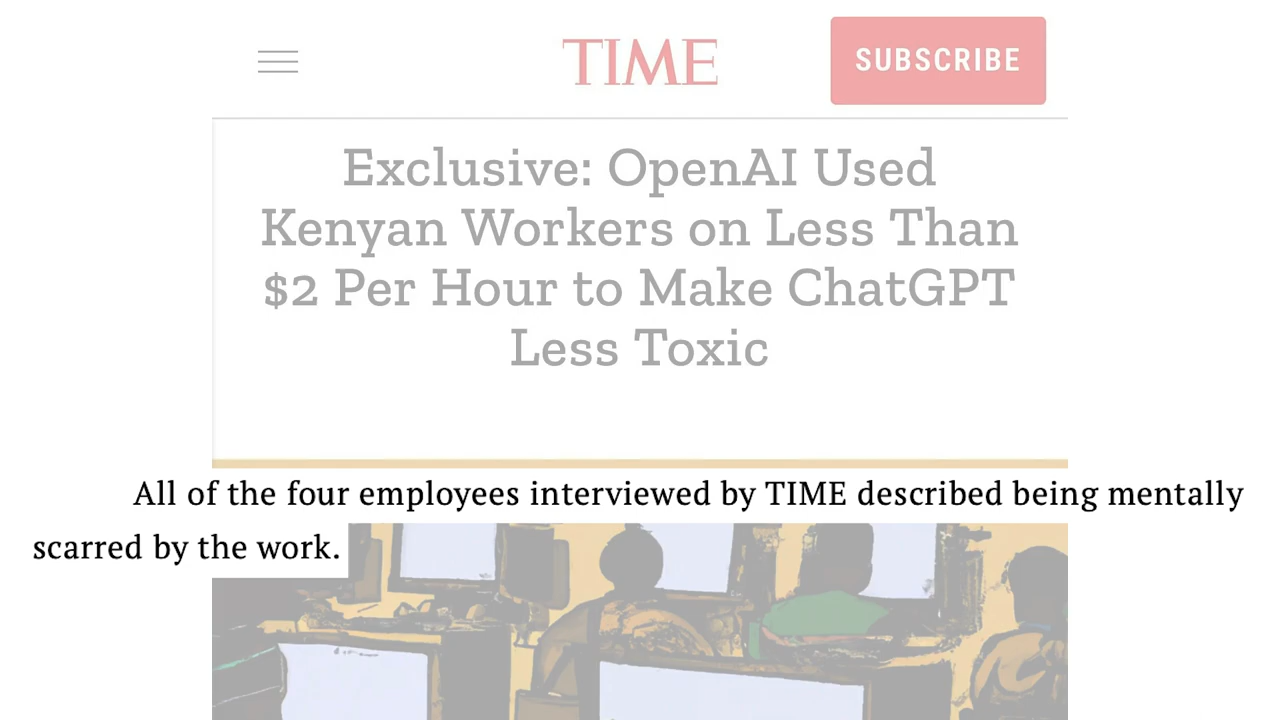 TIME
SUBSCRIBE
Exclusive: OpenAI Used
Kenyan Workers on Less Than
$2 Per Hour to Make ChatGPT
Less Toxic
All of the four employees interviewed by TIME described being mentally
scarred by the work.